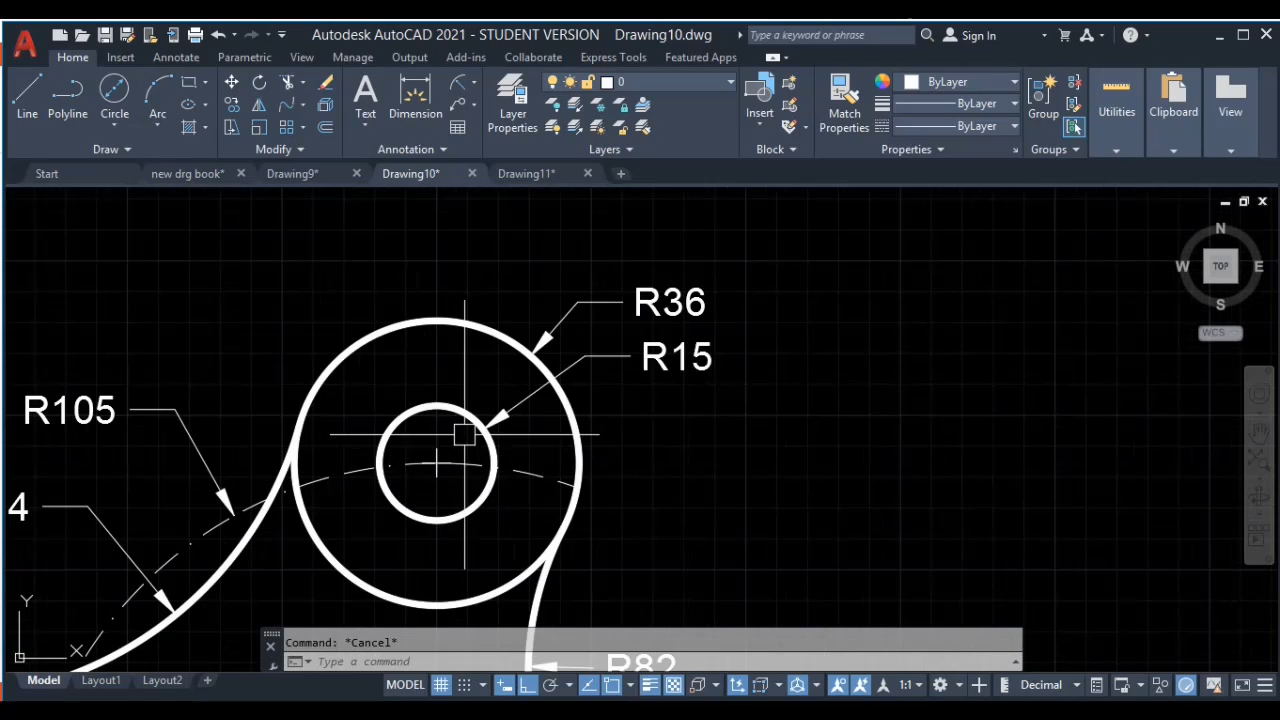 Autodesk AutoCAD 2021 - STUDENT VERSION Drawing10.dwg
Type a keyword or phrase
Sign In
Home Insert Annotate Parametric View Manage Output Add-ins Collaborate Express Tools Featured Apps
0
ByLayer
ByLayer
ByLayer
Line Polyline Circle Arc Text Dimension
Layer Properties
Insert
Match Properties
Group Utilities Clipboard View
Draw Modify Annotation Layers Block Properties Groups
Start new drg book* Drawing9* Drawing10* Drawing11*
N
W TOP E
S
WCS
R36
R15
R105
4
R82
Y
X
Command: *Cancel*
Type a command
Model Layout1 Layout2
MODEL 1:1 Decimal